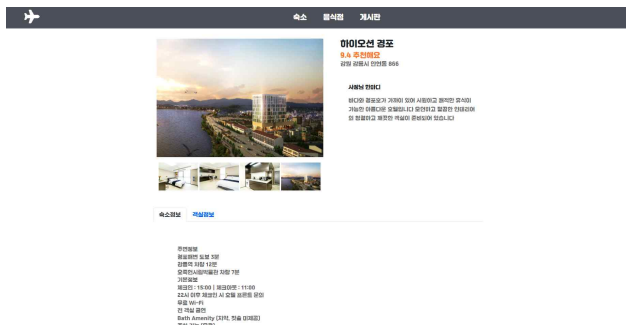 숙소 음식점 게시판
하이오션 경포
9.4 추천해요
강원 강릉시 안현동 866
사장님 한마디
바다와 경포호가 가까이 있어 시원하고 쾌적한 휴식이
가능한 아름다운 호텔입니다 모던하고 깔끔한 인테리어
의 청결하고 깨끗한 객실이 준비되어 있습니다
숙소정보 객실정보
주변정보
경포해변 도보 3분
강릉역 차량 12분
오죽헌시립박물관 차량 7분
기본정보
체크인 : 15:00 | 체크아웃 : 11:00
22시 이후 체크인 시 호텔 프론트 문의
무료 Wi-Fi
전 객실 금연
Bath Amenity (치약, 칫솔 미제공)